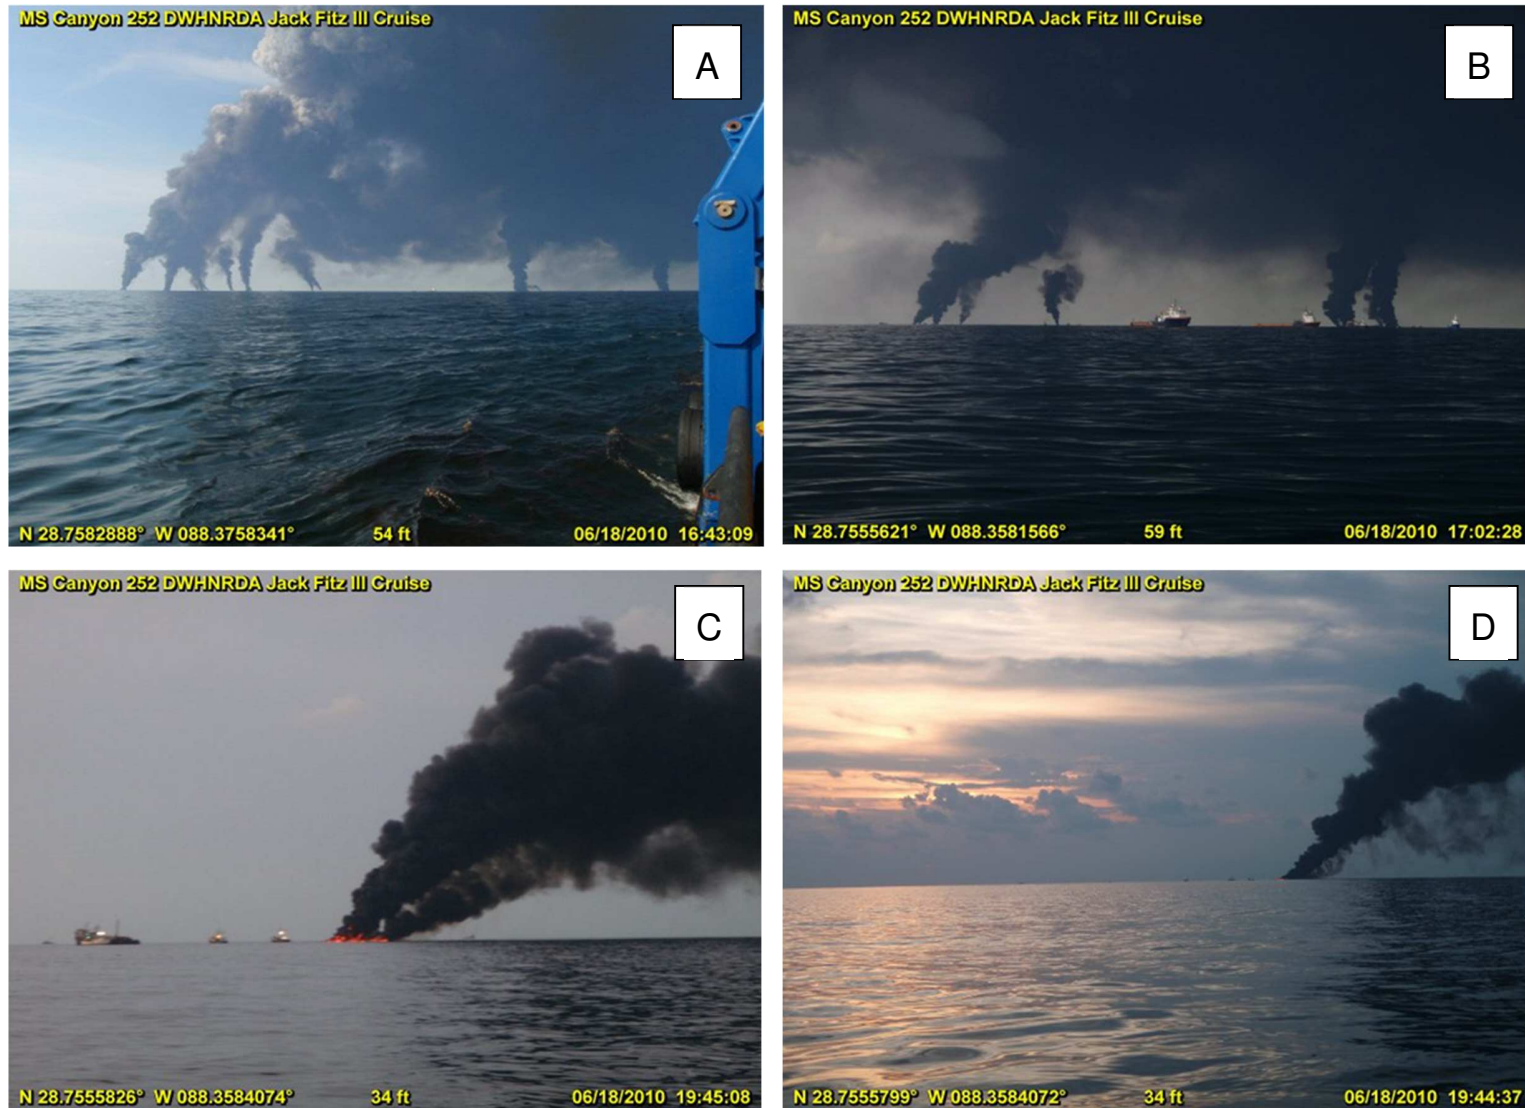 MS Canyon 252 DWHNRDA Jack Fitz III Cruise
A
N 28.7582888° W 088.3758341° 54 ft 06/18/2010 16:43:09
MS Canyon 252 DWHNRDA Jack Fitz III Cruise
B
N 28.7555621° W 088.3581566° 59 ft 06/18/2010 17:02:28
MS Canyon 252 DWHNRDA Jack Fitz III Cruise
C
N 28.7555826° W 088.3584074° 34 ft 06/18/2010 19:45:08
MS Canyon 252 DWHNRDA Jack Fitz III Cruise
D
N 28.7555799° W 088.3584072° 34 ft 06/18/2010 19:44:37